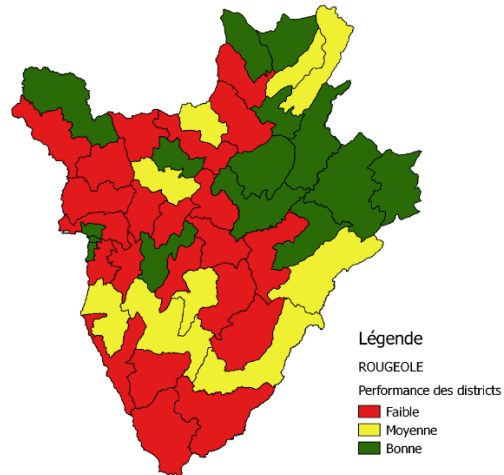 Légende
ROUGEOLE
Performance des districts
Faible
Moyenne
Bonne